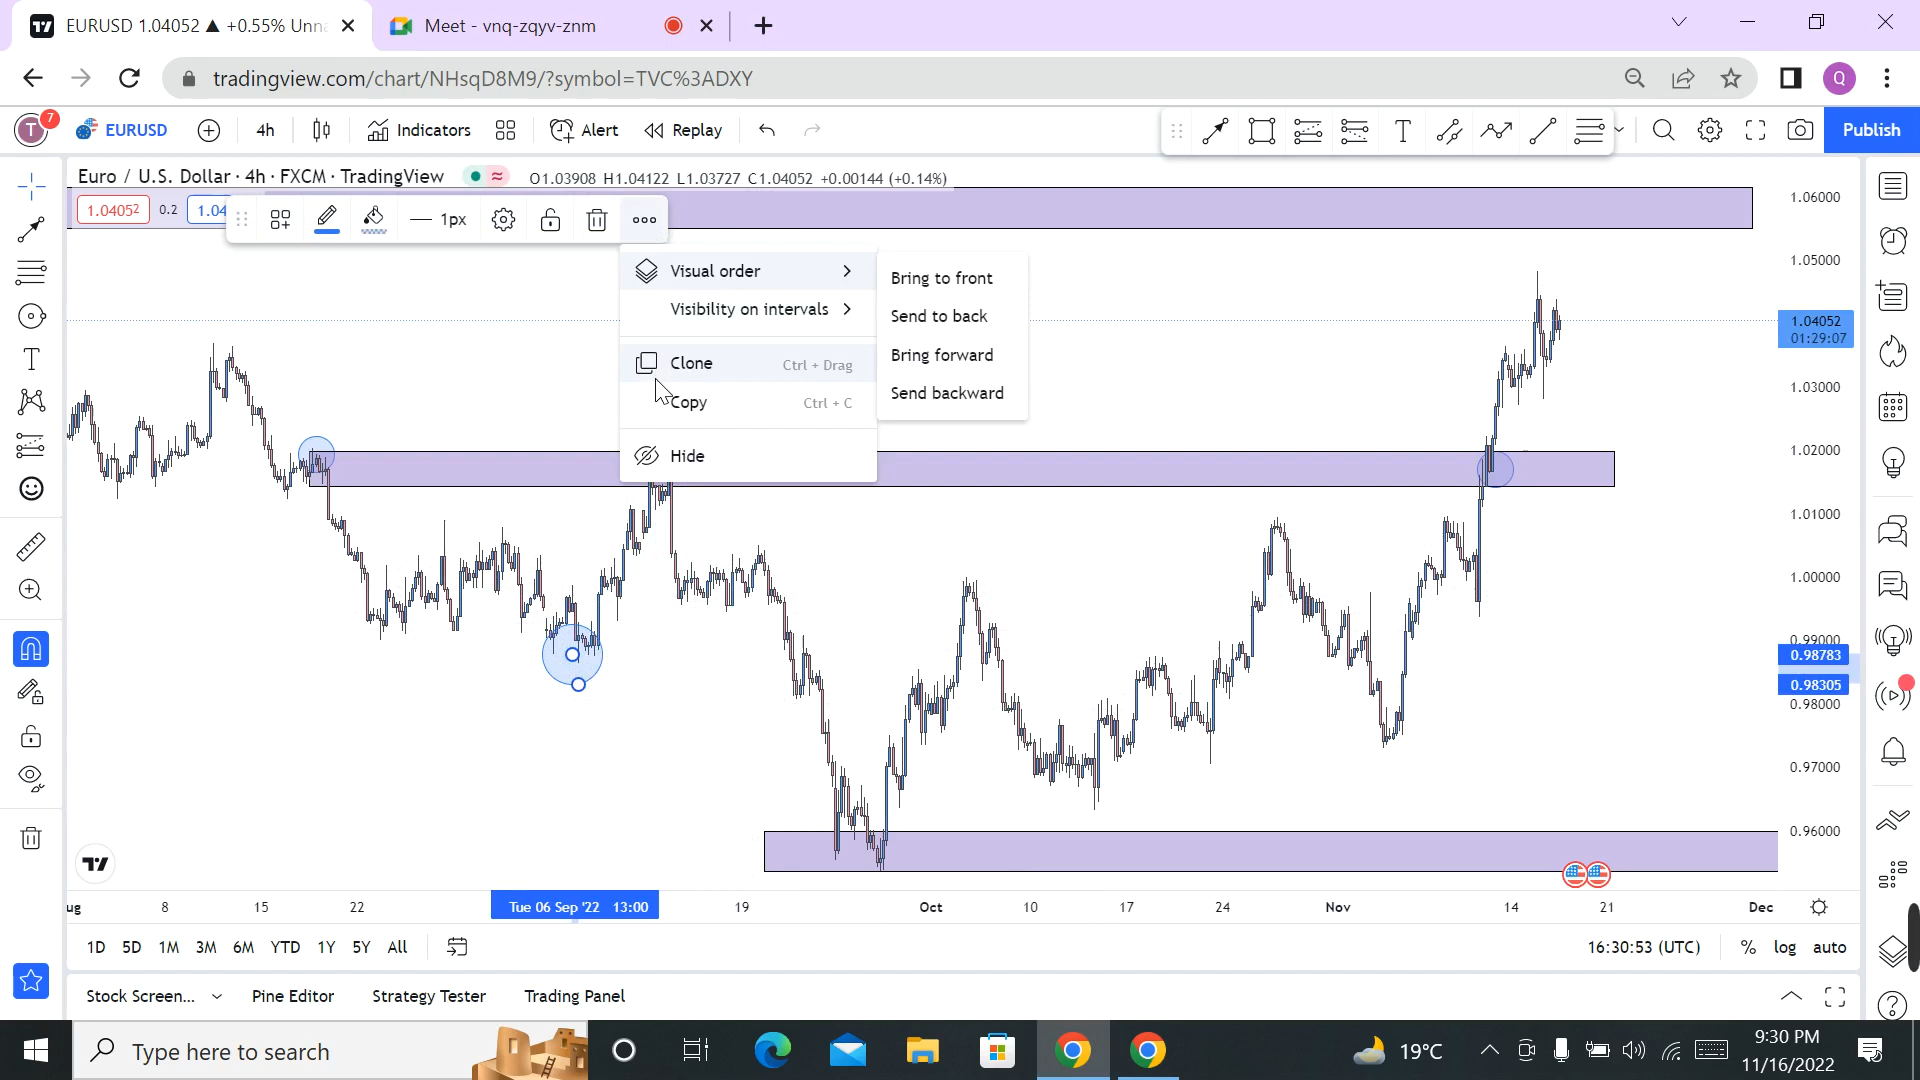 EURUSD 1.04052 ▲ +0.55% Unna
Meet - vnq-zqyv-znm
tradingview.com/chart/NHsqD8M9/?symbol=TVC%3ADXY
Q
T 7 EURUSD 4h Indicators Alert Replay Publish
Euro / U.S. Dollar · 4h · FXCM · TradingView O1.03908 H1.04122 L1.03727 C1.04052 +0.00144 (+0.14%)
1.04052 0.2 1.04 1px
Visual order
Visibility on intervals
Clone Ctrl + Drag
Copy Ctrl + C
Hide
Bring to front
Send to back
Bring forward
Send backward
1.06000
1.05000
1.04052
01:29:07
1.03000
1.02000
1.01000
1.00000
0.99000
0.98783
0.98305
0.98000
0.97000
0.96000
ug 8 15 22 Tue 06 Sep '22 13:00 19 Oct 10 17 24 Nov 14 21 Dec
1D 5D 1M 3M 6M YTD 1Y 5Y All 16:30:53 (UTC) % log auto
Stock Screen... Pine Editor Strategy Tester Trading Panel
Type here to search
19°C
9:30 PM
11/16/2022